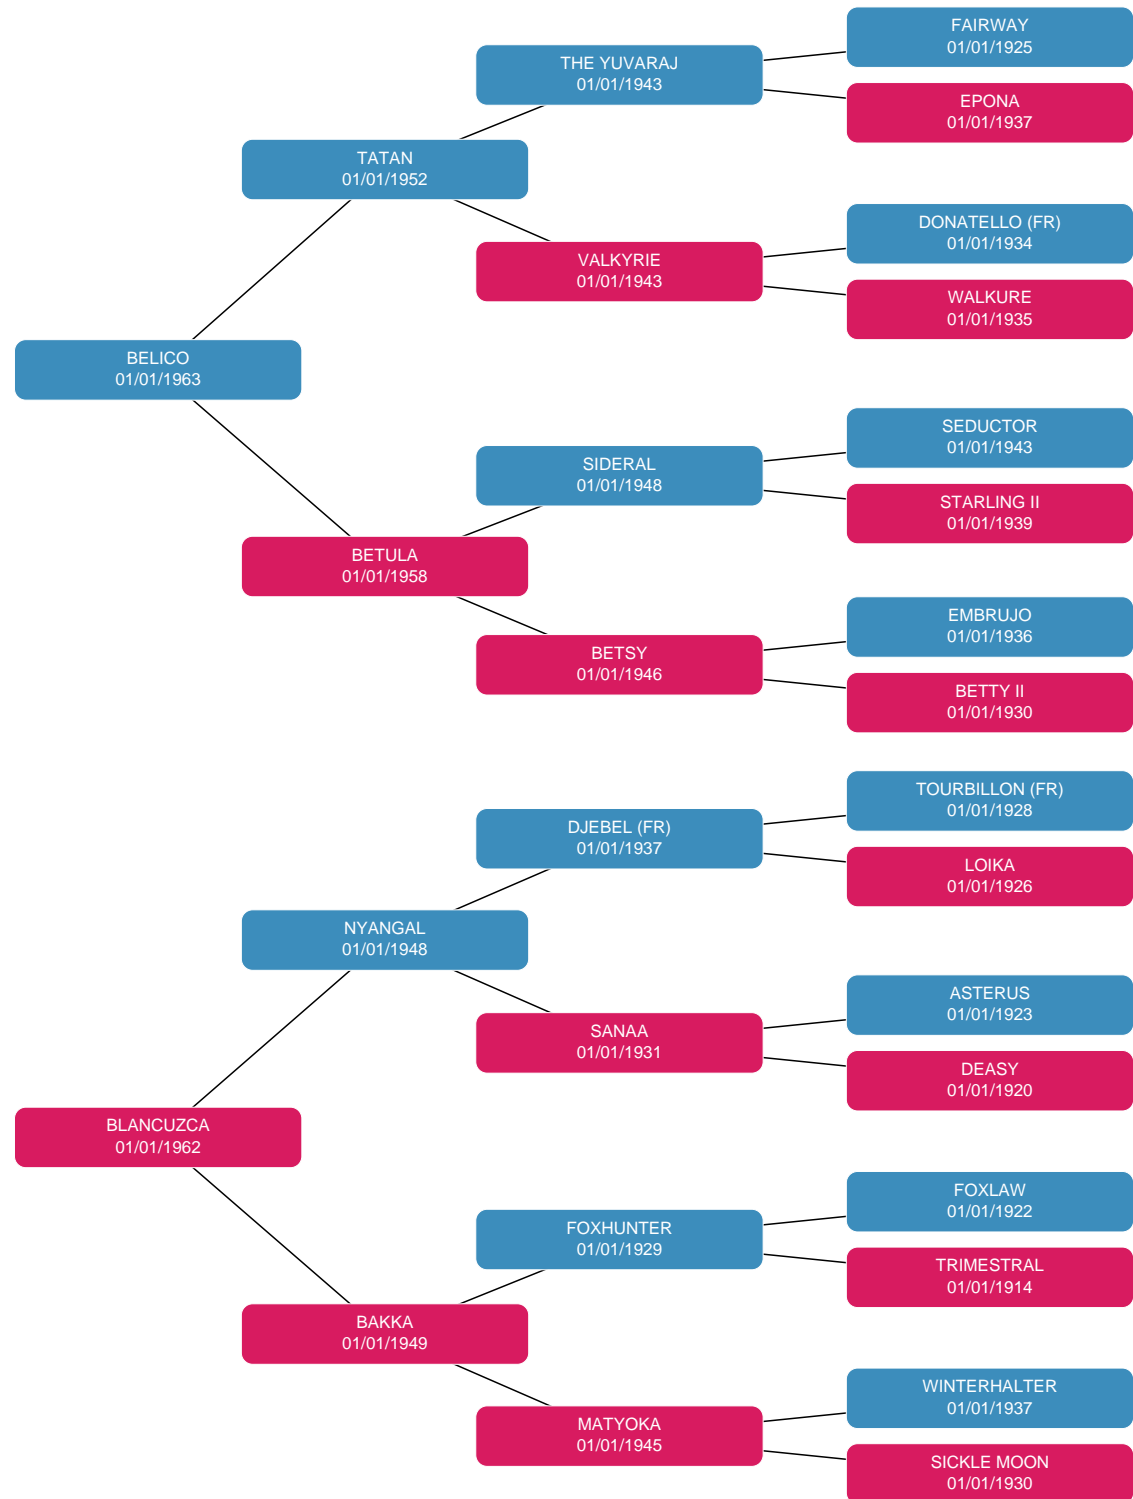 FAIRWAY
01/01/1925
THE YUVARAJ
01/01/1943
EPONA
01/01/1937
TATAN
01/01/1952
DONATELLO (FR)
01/01/1934
VALKYRIE
01/01/1943
WALKURE
01/01/1935
BELICO
01/01/1963
SEDUCTOR
01/01/1943
SIDERAL
01/01/1948
STARLING II
01/01/1939
BETULA
01/01/1958
EMBRUJO
01/01/1936
BETSY
01/01/1946
BETTY II
01/01/1930
TOURBILLON (FR)
01/01/1928
DJEBEL (FR)
01/01/1937
LOIKA
01/01/1926
NYANGAL
01/01/1948
ASTERUS
01/01/1923
SANAA
01/01/1931
DEASY
01/01/1920
BLANCUZCA
01/01/1962
FOXLAW
01/01/1922
FOXHUNTER
01/01/1929
TRIMESTRAL
01/01/1914
BAKKA
01/01/1949
WINTERHALTER
01/01/1937
MATYOKA
01/01/1945
SICKLE MOON
01/01/1930